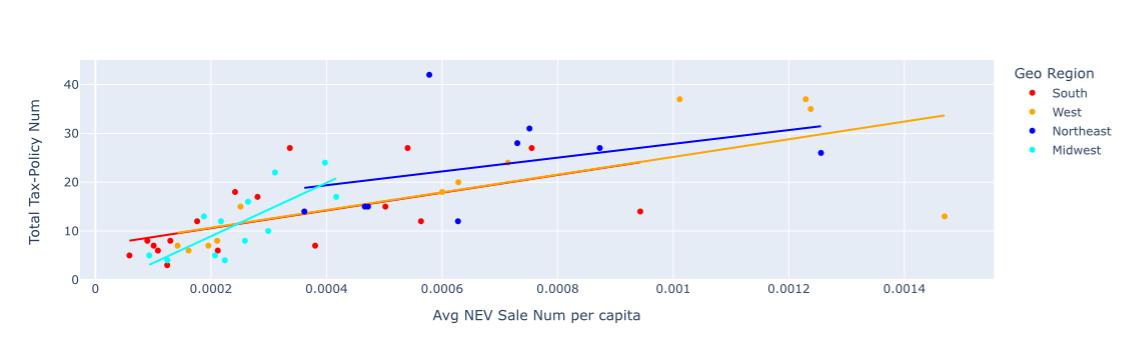 Geo Region
South
West
Northeast
Midwest
Total Tax-Policy Num
40
30
20
10
0
0 0.0002 0.0004 0.0006 0.0008 0.001 0.0012 0.0014
Avg NEV Sale Num per capita